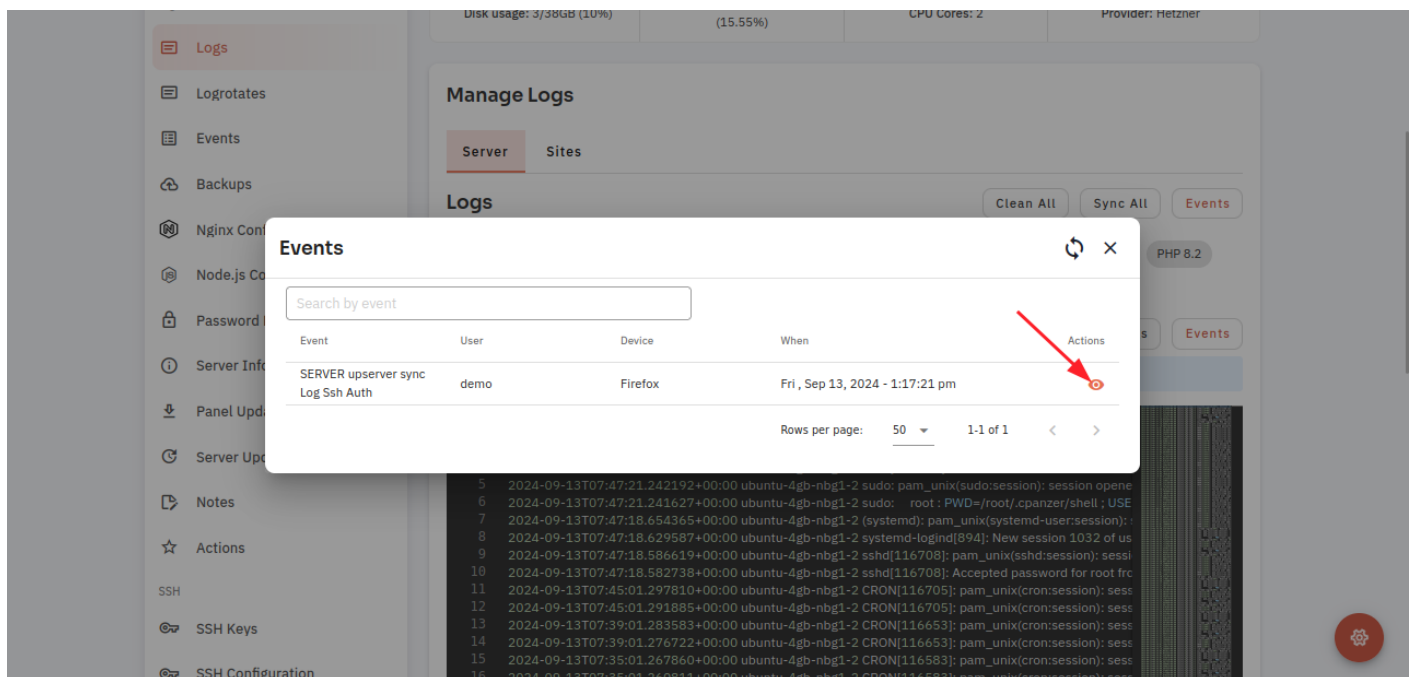 Disk usage: 3/38GB (10%)
(15.55%)
CPU Cores: 2
Provider: Hetzner
Logs
Logrotates
Events
Backups
Nginx Conf
Node.js Co
Password
Server Info
Panel Upda
Server Upd
Notes
Actions
SSH
SSH Keys
SSH Configuration
Manage Logs
Server Sites
Logs
Clean All Sync All Events
PHP 8.2
s Events
Events
Search by event
Event User Device When Actions
SERVER upserver sync
Log Ssh Auth
demo Firefox Fri , Sep 13, 2024 - 1:17:21 pm
Rows per page: 50 1-1 of 1
5 2024-09-13T07:47:21.242192+00:00 ubuntu-4gb-nbg1-2 sudo: pam_unix(sudo:session): session opene
6 2024-09-13T07:47:21.241627+00:00 ubuntu-4gb-nbg1-2 sudo: root : PWD=/root/.cpanzer/shell ; USE
7 2024-09-13T07:47:18.654365+00:00 ubuntu-4gb-nbg1-2 (systemd): pam_unix(systemd-user:session):
8 2024-09-13T07:47:18.629587+00:00 ubuntu-4gb-nbg1-2 systemd-logind[894]: New session 1032 of us
9 2024-09-13T07:47:18.586619+00:00 ubuntu-4gb-nbg1-2 sshd[116708]: pam_unix(sshd:session): sessi
10 2024-09-13T07:47:18.582738+00:00 ubuntu-4gb-nbg1-2 sshd[116708]: Accepted password for root fro
11 2024-09-13T07:45:01.297810+00:00 ubuntu-4gb-nbg1-2 CRON[116705]: pam_unix(cron:session): sess
12 2024-09-13T07:45:01.291885+00:00 ubuntu-4gb-nbg1-2 CRON[116705]: pam_unix(cron:session): sess
13 2024-09-13T07:39:01.283583+00:00 ubuntu-4gb-nbg1-2 CRON[116653]: pam_unix(cron:session): sess
14 2024-09-13T07:39:01.276722+00:00 ubuntu-4gb-nbg1-2 CRON[116653]: pam_unix(cron:session): sess
15 2024-09-13T07:35:01.267860+00:00 ubuntu-4gb-nbg1-2 CRON[116583]: pam_unix(cron:session): sess